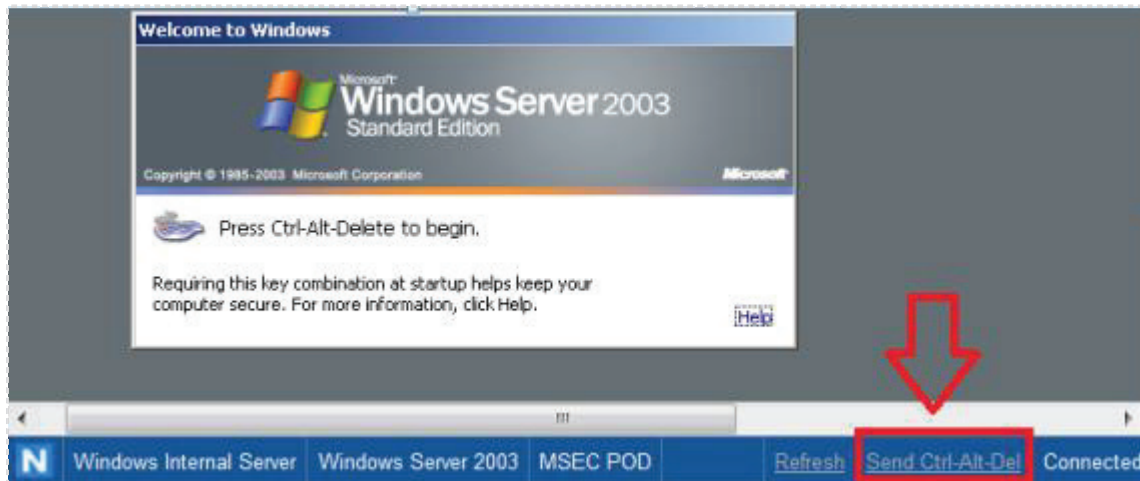 Welcome to Windows
Microsoft
Windows Server 2003
Standard Edition
Copyright © 1985-2003 Microsoft Corporation
Microsoft
Press Ctrl-Alt-Delete to begin.
Requiring this key combination at startup helps keep your
computer secure. For more information, click Help.
Help
N Windows Internal Server Windows Server 2003 MSEC POD Refresh Send Ctrl-Alt-Del Connected